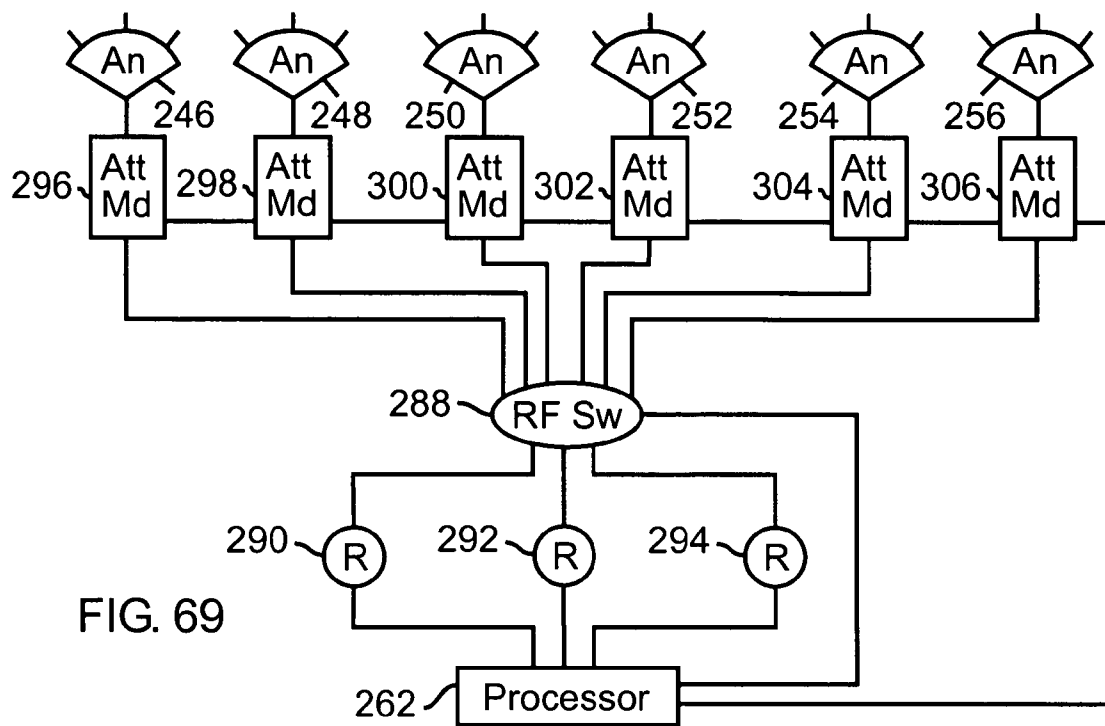 An An An An An An
246 248 250 252 254 256
296 Att Md 298 Att Md 300 Att Md 302 Att Md 304 Att Md 306 Att Md
288 RF Sw
290 R 292 R 294 R
FIG. 69
262 Processor